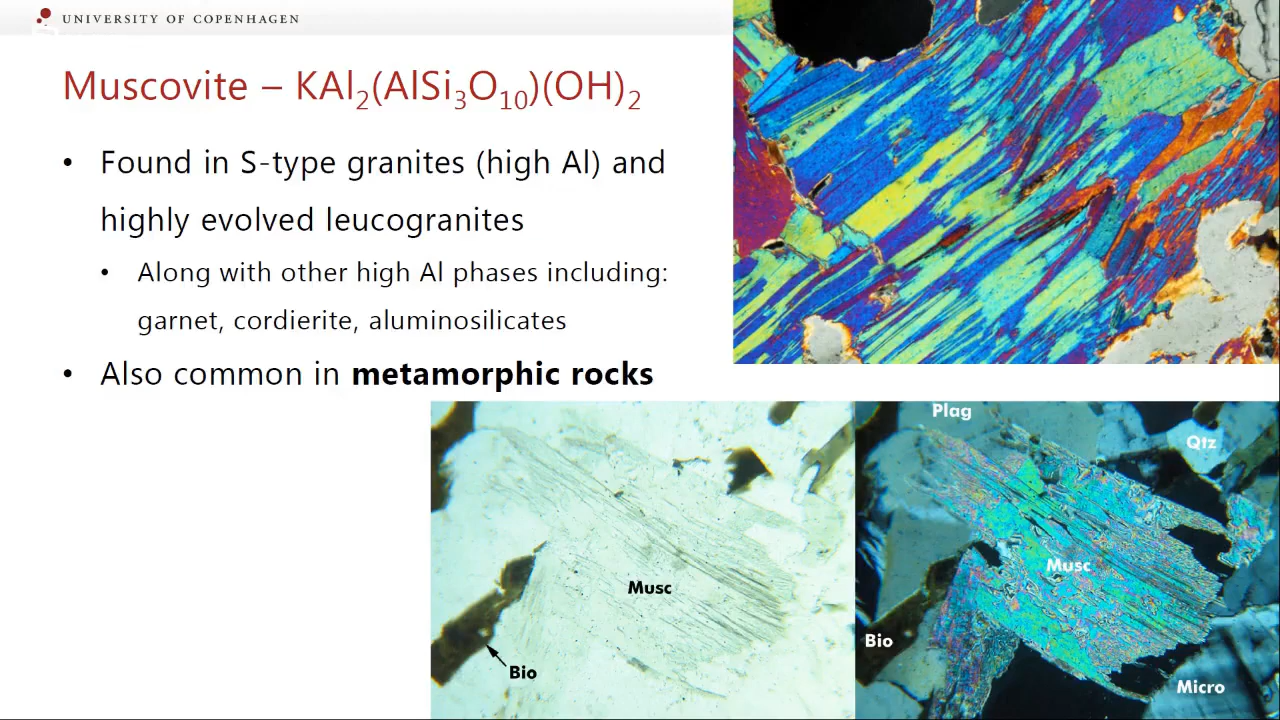 UNIVERSITY OF COPENHAGEN
Muscovite – KAl₂(AlSi₃O₁₀)(OH)₂
• Found in S-type granites (high Al) and
highly evolved leucogranites
• Along with other high Al phases including:
garnet, cordierite, aluminosilicates
• Also common in metamorphic rocks
Musc
Bio
Plag
Qtz
Musc
Bio
Micro